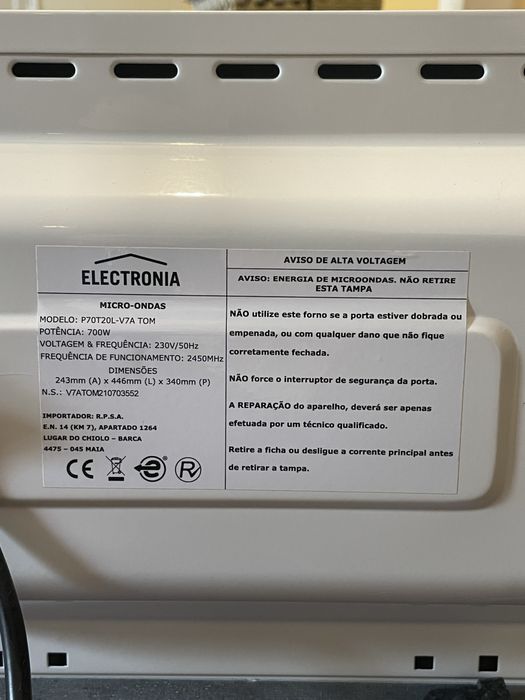 ELECTRONIA
MICRO-ONDAS
MODELO: P70T20L-V7A TOM
POTÊNCIA: 700W
VOLTAGEM & FREQUÊNCIA: 230V/50Hz
FREQUÊNCIA DE FUNCIONAMENTO: 2450MHz
DIMENSÕES
243mm (A) x 446mm (L) x 340mm (P)
N.S.: V7ATOM210703552
IMPORTADOR: R.P.S.A.
E.N. 14 (KM 7), APARTADO 1264
LUGAR DO CHIOLO – BARCA
4475 – 045 MAIA
CE
AVISO DE ALTA VOLTAGEM
AVISO: ENERGIA DE MICROONDAS. NÃO RETIRE
ESTA TAMPA
NÃO utilize este forno se a porta estiver dobrada ou
empenada, ou com qualquer dano que não fique
corretamente fechada.
NÃO force o interruptor de segurança da porta.
A REPARAÇÃO do aparelho, deverá ser apenas
efetuada por um técnico qualificado.
Retire a ficha ou desligue a corrente principal antes
de retirar a tampa.